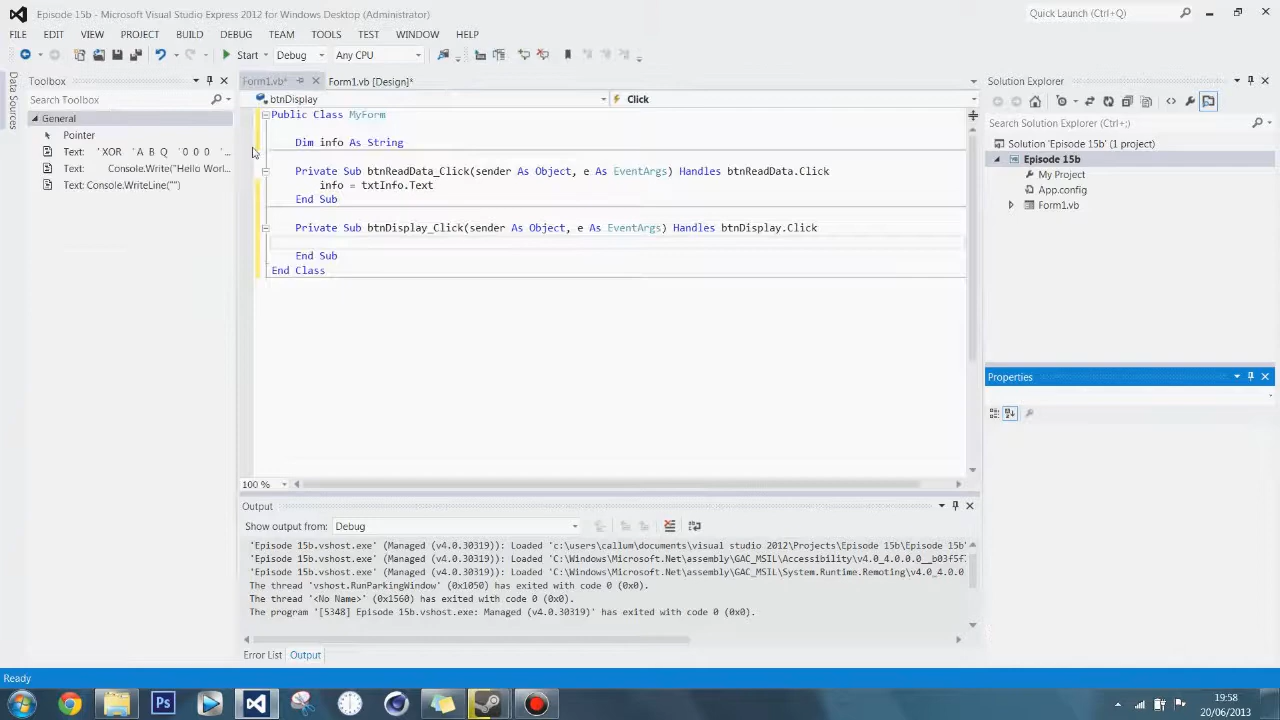 Episode 15b - Microsoft Visual Studio Express 2012 for Windows Desktop (Administrator)
Quick Launch (Ctrl+Q)
FILE EDIT VIEW PROJECT BUILD DEBUG TEAM TOOLS TEST WINDOW HELP
Start Debug Any CPU
Data Sources
Toolbox
Search Toolbox
General
Pointer
Text: 'XOR A B Q '0 0 0 '...
Text: Console.Write("Hello Worl...
Text: Console.WriteLine("")
Form1.vb*
Form1.vb [Design]*
btnDisplay
Click
Public Class MyForm
Dim info As String
Private Sub btnReadData_Click(sender As Object, e As EventArgs) Handles btnReadData.Click
info = txtInfo.Text
End Sub
Private Sub btnDisplay_Click(sender As Object, e As EventArgs) Handles btnDisplay.Click
End Sub
End Class
100 %
Output
Show output from: Debug
'Episode 15b.vshost.exe' (Managed (v4.0.30319)): Loaded 'c:\users\callum\documents\visual studio 2012\Projects\Episode 15b\Episode 15b'
'Episode 15b.vshost.exe' (Managed (v4.0.30319)): Loaded 'C:\Windows\Microsoft.Net\assembly\GAC_MSIL\Accessibility\v4.0_4.0.0.0__b03f5f
'Episode 15b.vshost.exe' (Managed (v4.0.30319)): Loaded 'C:\Windows\Microsoft.Net\assembly\GAC_MSIL\System.Runtime.Remoting\v4.0_4.0.0
The thread 'vshost.RunParkingWindow' (0x1050) has exited with code 0 (0x0).
The thread '<No Name>' (0x1560) has exited with code 0 (0x0).
The program '[5348] Episode 15b.vshost.exe: Managed (v4.0.30319)' has exited with code 0 (0x0).
Error List Output
Solution Explorer
Search Solution Explorer (Ctrl+;)
Solution 'Episode 15b' (1 project)
Episode 15b
My Project
App.config
Form1.vb
Properties
Ready
Ps
19:58
20/06/2013